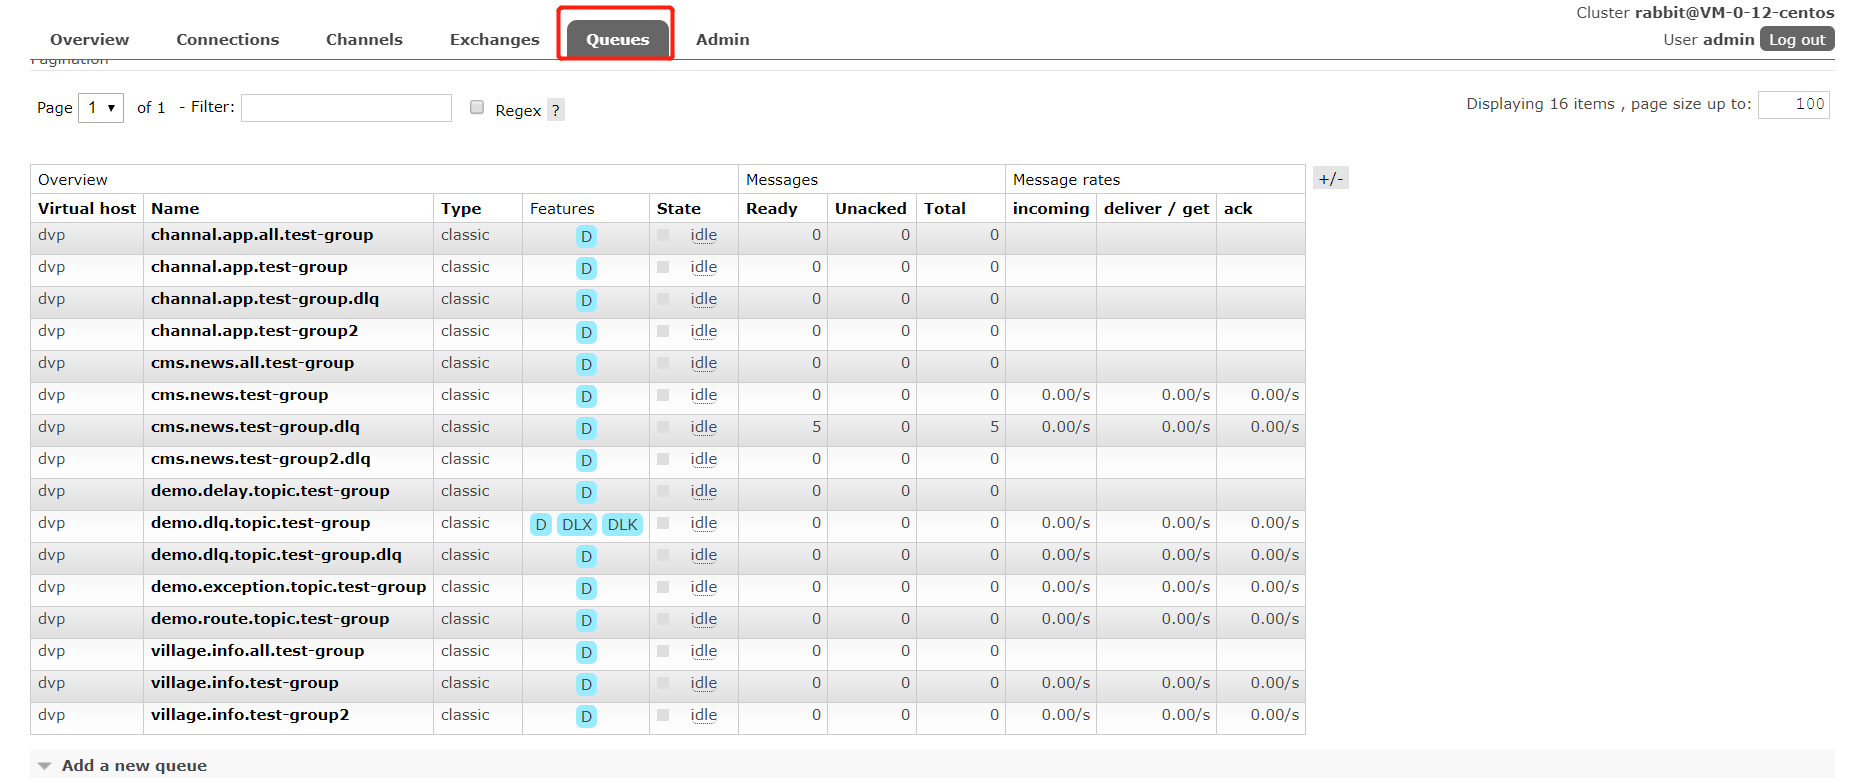 Cluster rabbit@VM-0-12-centos
Overview Connections Channels Exchanges Queues Admin
User admin Log out
Pagination
Page 1 of 1 - Filter: Regex ?
Displaying 16 items , page size up to: 100
Overview Messages Message rates +/-
Virtual host Name Type Features State Ready Unacked Total incoming deliver / get ack
dvp channal.app.all.test-group classic D idle 0 0 0
dvp channal.app.test-group classic D idle 0 0 0
dvp channal.app.test-group.dlq classic D idle 0 0 0
dvp channal.app.test-group2 classic D idle 0 0 0
dvp cms.news.all.test-group classic D idle 0 0 0
dvp cms.news.test-group classic D idle 0 0 0 0.00/s 0.00/s 0.00/s
dvp cms.news.test-group.dlq classic D idle 5 0 5 0.00/s 0.00/s 0.00/s
dvp cms.news.test-group2.dlq classic D idle 0 0 0
dvp demo.delay.topic.test-group classic D idle 0 0 0
dvp demo.dlq.topic.test-group classic D DLX DLK idle 0 0 0 0.00/s 0.00/s 0.00/s
dvp demo.dlq.topic.test-group.dlq classic D idle 0 0 0 0.00/s 0.00/s 0.00/s
dvp demo.exception.topic.test-group classic D idle 0 0 0 0.00/s 0.00/s 0.00/s
dvp demo.route.topic.test-group classic D idle 0 0 0 0.00/s 0.00/s 0.00/s
dvp village.info.all.test-group classic D idle 0 0 0
dvp village.info.test-group classic D idle 0 0 0 0.00/s 0.00/s 0.00/s
dvp village.info.test-group2 classic D idle 0 0 0 0.00/s 0.00/s 0.00/s
Add a new queue